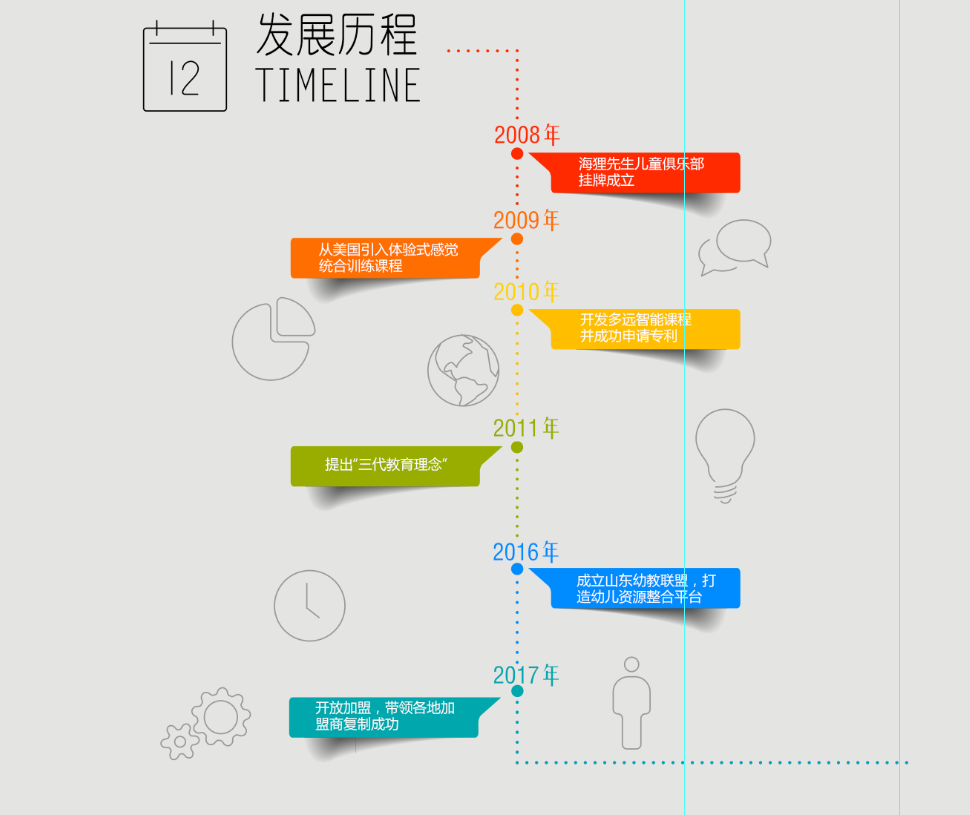 发展历程
TIMELINE
12
2008年
海狸先生儿童俱乐部
挂牌成立
2009年
从美国引入体验式感觉
统合训练课程
2010年
开发多远智能课程
并成功申请专利
2011年
提出“三代教育理念”
2016年
成立山东幼教联盟，打
造幼儿资源整合平台
2017年
开放加盟，带领各地加
盟商复制成功